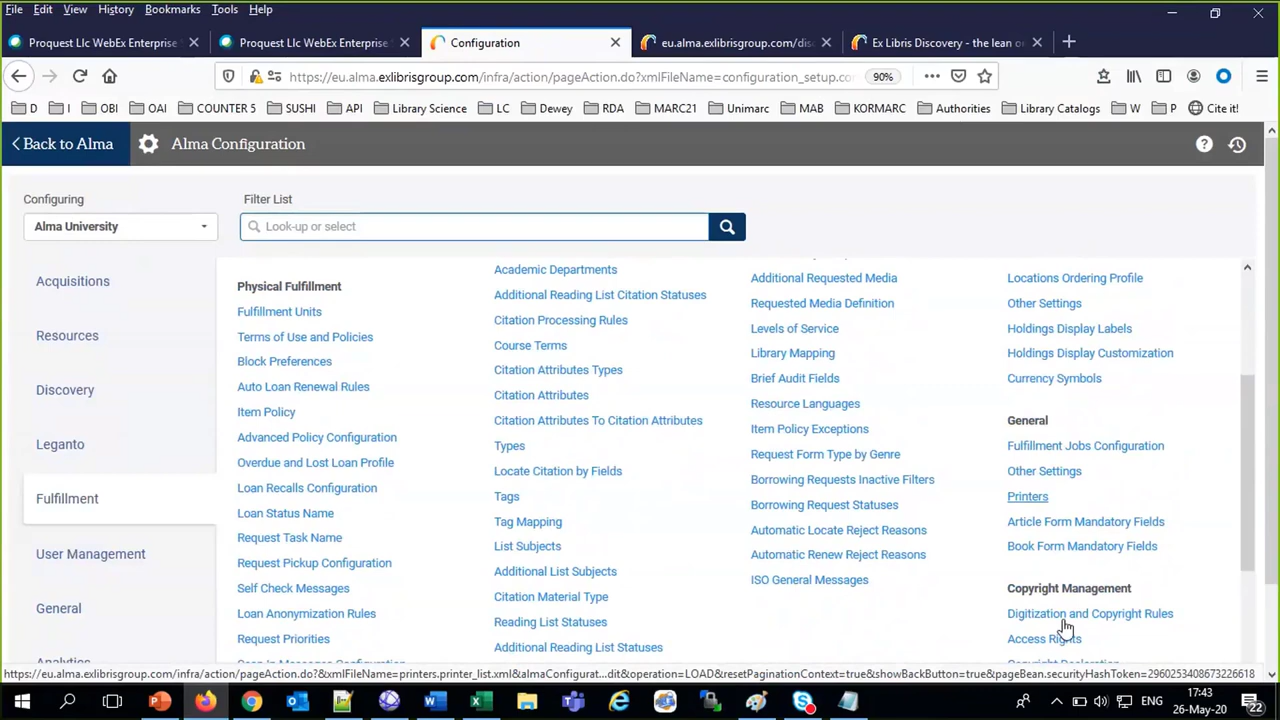 File Edit View History Bookmarks Tools Help
Proquest Llc WebEx Enterprise
Proquest Llc WebEx Enterprise
Configuration
eu.alma.exlibrisgroup.com/dis
Ex Libris Discovery - the lean o
https://eu.alma.exlibrisgroup.com/infra/action/pageAction.do?xmlFileName=configuration_setup.co
90%
D I OBI OAI COUNTER 5 SUSHI API Library Science LC Dewey RDA MARC21 Unimarc MAB KORMARC Authorities Library Catalogs W P Cite it!
Back to Alma
Alma Configuration
Configuring
Filter List
Alma University
Look-up or select
Acquisitions
Resources
Discovery
Leganto
Fulfillment
User Management
General
Analytics
Physical Fulfillment
Fulfillment Units
Terms of Use and Policies
Block Preferences
Auto Loan Renewal Rules
Item Policy
Advanced Policy Configuration
Overdue and Lost Loan Profile
Loan Recalls Configuration
Loan Status Name
Request Task Name
Request Pickup Configuration
Self Check Messages
Loan Anonymization Rules
Request Priorities
Academic Departments
Additional Reading List Citation Statuses
Citation Processing Rules
Course Terms
Citation Attributes Types
Citation Attributes
Citation Attributes To Citation Attributes
Types
Locate Citation by Fields
Tags
Tag Mapping
List Subjects
Additional List Subjects
Citation Material Type
Reading List Statuses
Additional Reading List Statuses
Additional Requested Media
Requested Media Definition
Levels of Service
Library Mapping
Brief Audit Fields
Resource Languages
Item Policy Exceptions
Request Form Type by Genre
Borrowing Requests Inactive Filters
Borrowing Request Statuses
Automatic Locate Reject Reasons
Automatic Renew Reject Reasons
ISO General Messages
Locations Ordering Profile
Other Settings
Holdings Display Labels
Holdings Display Customization
Currency Symbols
General
Fulfillment Jobs Configuration
Other Settings
Printers
Article Form Mandatory Fields
Book Form Mandatory Fields
Copyright Management
Digitization and Copyright Rules
Access Rights
https://eu.alma.exlibrisgroup.com/infra/action/pageAction.do?&xmlFileName=printers.printer_list.xml&almaConfigurat...dit&operation=LOAD&resetPaginationContext=true&showBackButton=true&pageBean.securityHashToken=2960253408673226618
ENG
17:43
26-May-20
22